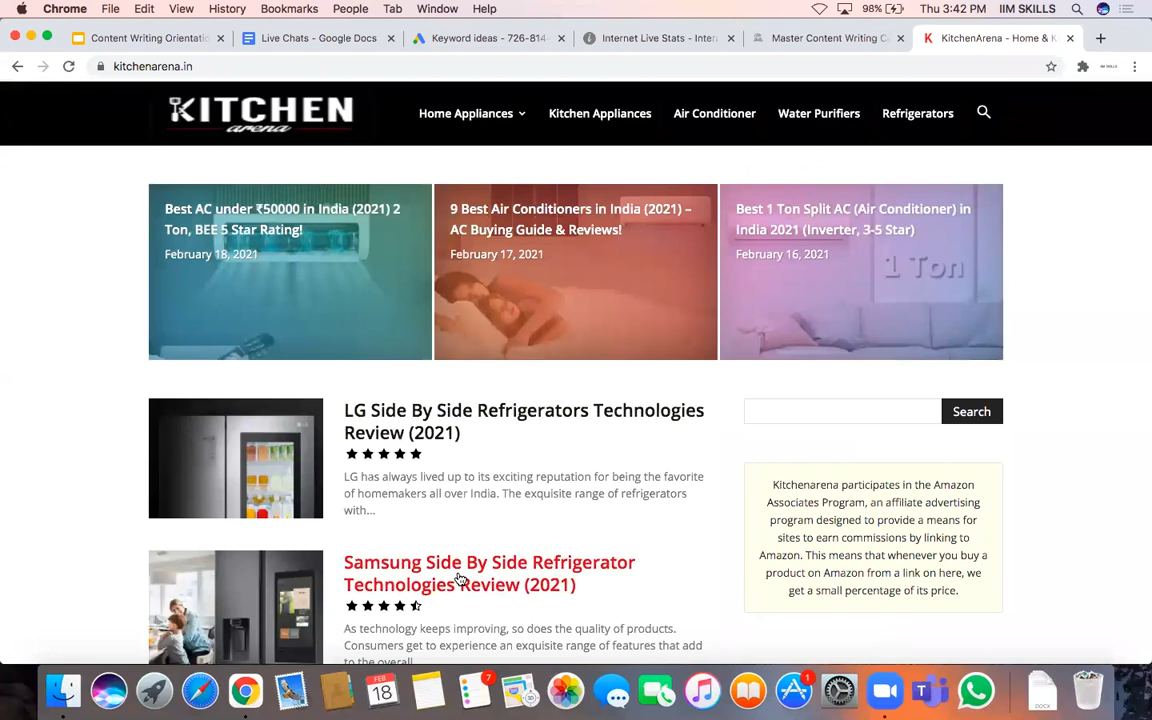 Chrome File Edit View History Bookmarks People Tab Window Help 98% Thu 3:42 PM IIM SKILLS
Content Writing Orientatio Live Chats - Google Docs Keyword ideas - 726-814 Internet Live Stats - Inter Master Content Writing C KitchenArena - Home & K
kitchenarena.in
KITCHEN
arena
Home Appliances Kitchen Appliances Air Conditioner Water Purifiers Refrigerators
Best AC under ₹50000 in India (2021) 2
Ton, BEE 5 Star Rating!
February 18, 2021
9 Best Air Conditioners in India (2021) –
AC Buying Guide & Reviews!
February 17, 2021
Best 1 Ton Split AC (Air Conditioner) in
India 2021 (Inverter, 3-5 Star)
February 16, 2021
1 Ton
LG Side By Side Refrigerators Technologies
Review (2021)
LG has always lived up to its exciting reputation for being the favorite
of homemakers all over India. The exquisite range of refrigerators
with...
Search
Kitchenarena participates in the Amazon
Associates Program, an affiliate advertising
program designed to provide a means for
sites to earn commissions by linking to
Amazon. This means that whenever you buy a
product on Amazon from a link on here, we
get a small percentage of its price.
Samsung Side By Side Refrigerator
Technologies Review (2021)
As technology keeps improving, so does the quality of products.
Consumers get to experience an exquisite range of features that add
to the overall
FEB
18
7
1
DOCX